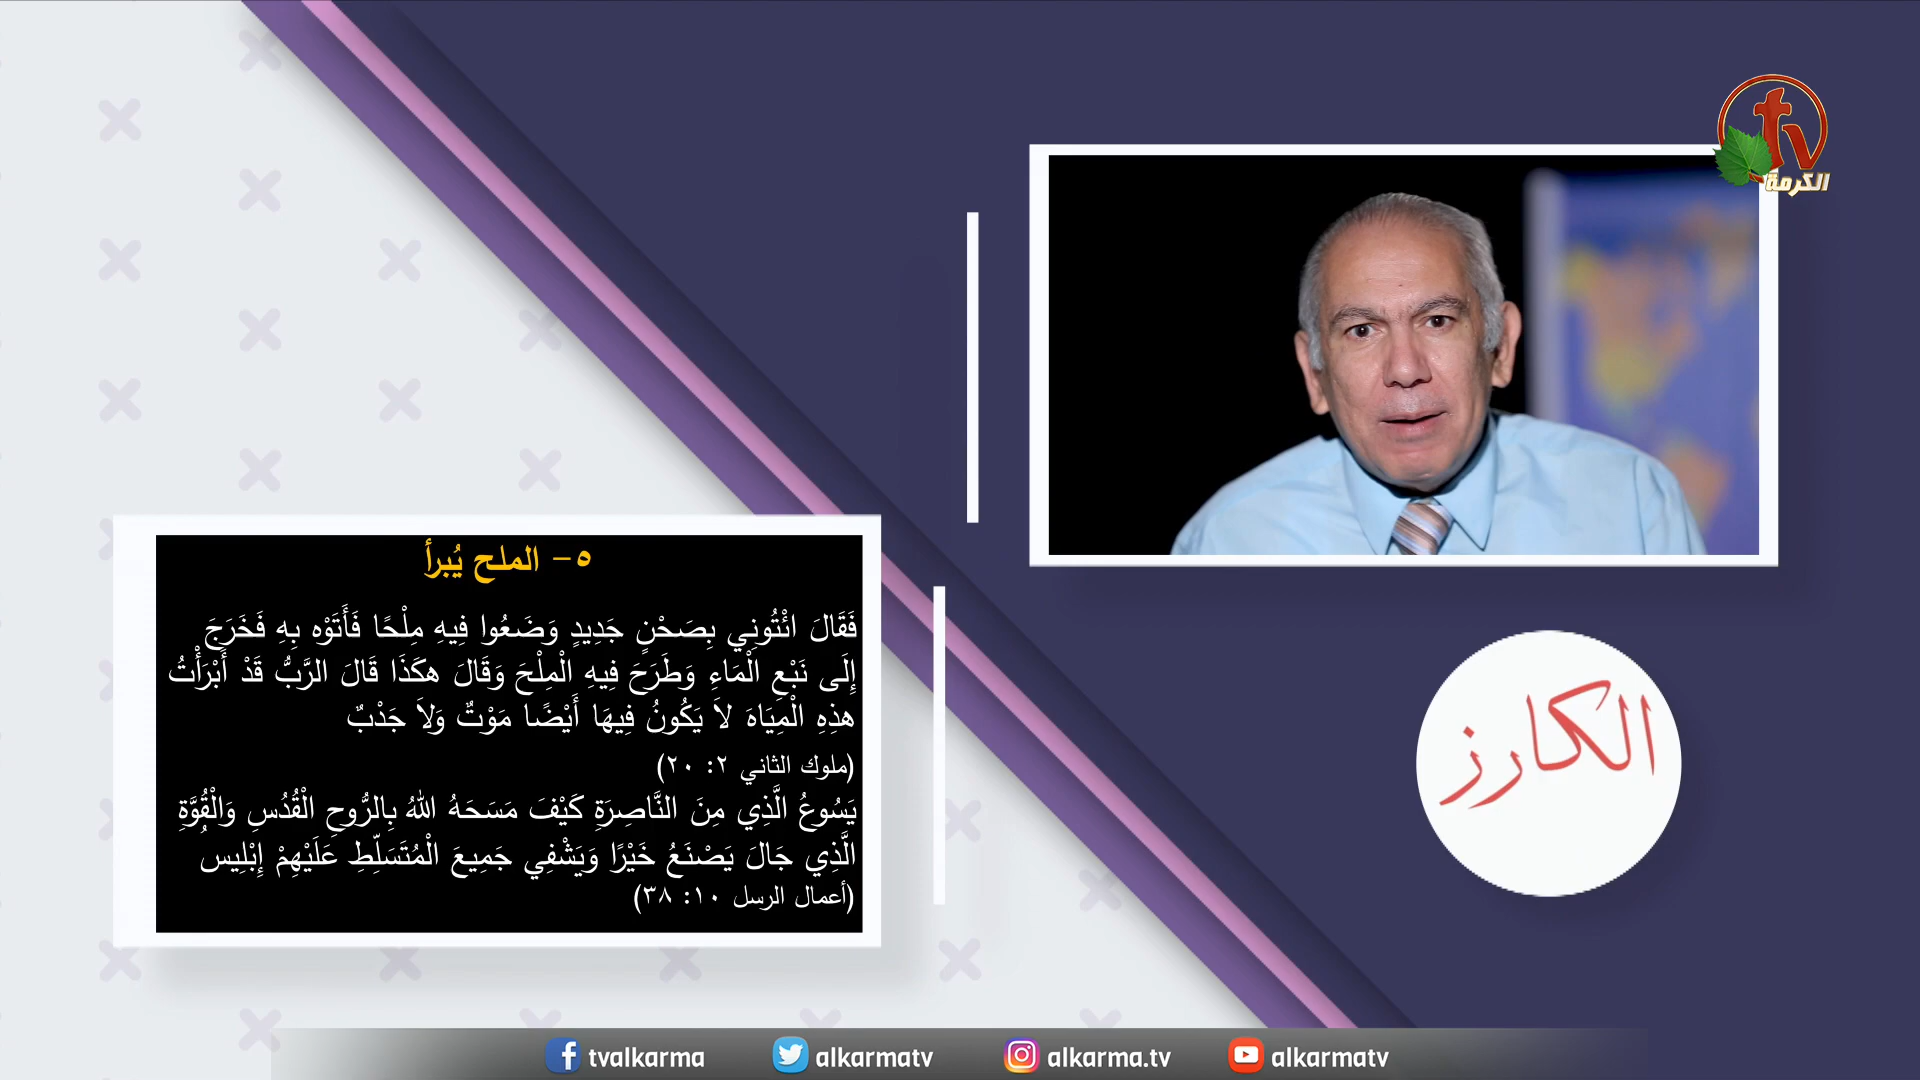 tv
الكرمة
٥- الملح يُبرأ
فَقَالَ ائْتُونِي بِصَحْنٍ جَدِيدٍ وَضَعُوا فِيهِ مِلْحًا فَأَتَوْه بِهِ فَخَرَجَ
إِلَى نَبْعِ الْمَاءِ وَطَرَحَ فِيهِ الْمِلْحَ وَقَالَ هكَذَا قَالَ الرَّبُّ قَدْ أَبْرَأْتُ
هذِهِ الْمِيَاهَ لاَ يَكُونُ فِيهَا أَيْضًا مَوْتٌ وَلاَ جَدْبٌ
(ملوك الثاني ٢: ٢٠)
يَسُوعُ الَّذِي مِنَ النَّاصِرَةِ كَيْفَ مَسَحَهُ اللهُ بِالرُّوحِ الْقُدُسِ وَالْقُوَّةِ
الَّذِي جَالَ يَصْنَعُ خَيْرًا وَيَشْفِي جَمِيعَ الْمُتَسَلِّطِ عَلَيْهِمْ إِبْلِيسُ
(أعمال الرسل ١٠: ٣٨)
الكارز
tvalkarma alkarmatv alkarma.tv alkarmatv